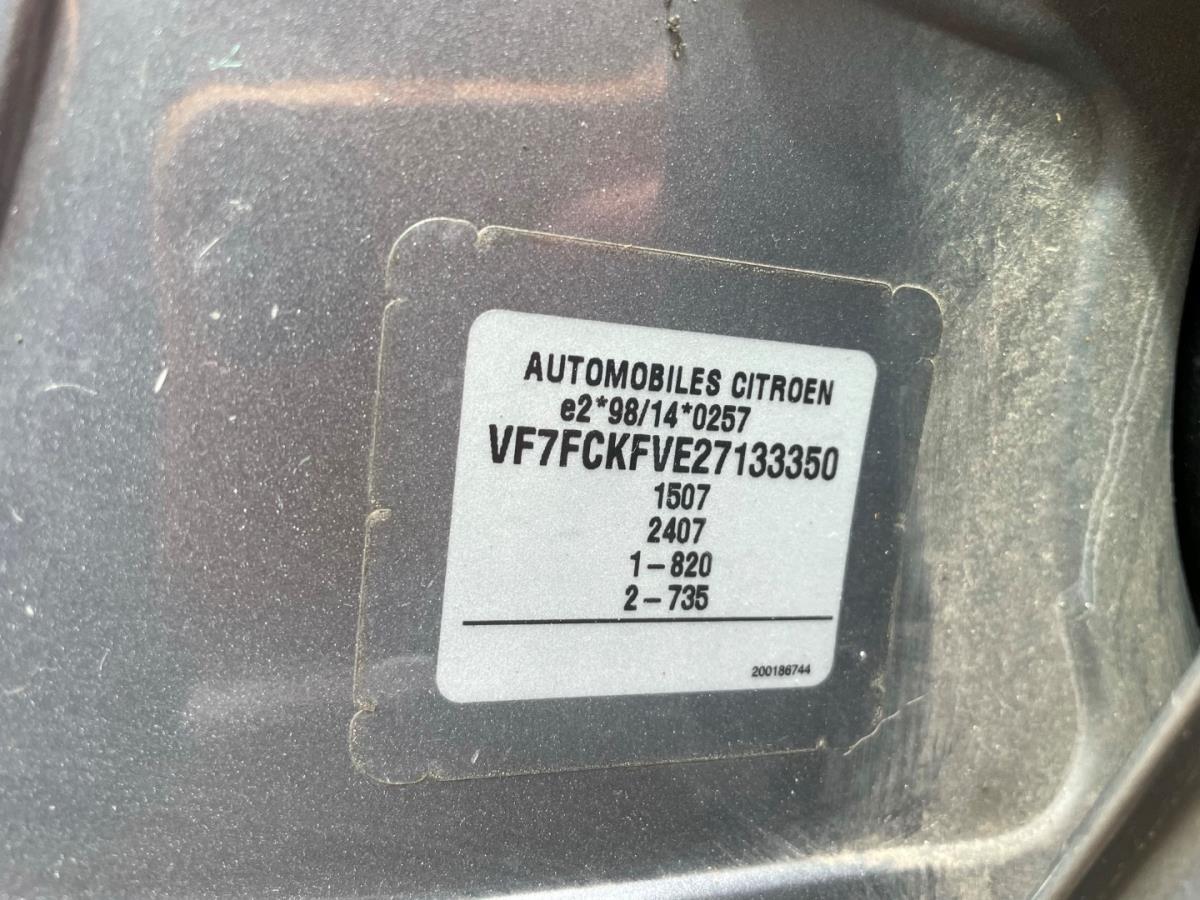 AUTOMOBILES CITROEN
e2*98/14*0257
VF7FCKFVE27133350
1507
2407
1-820
2-735
200186744